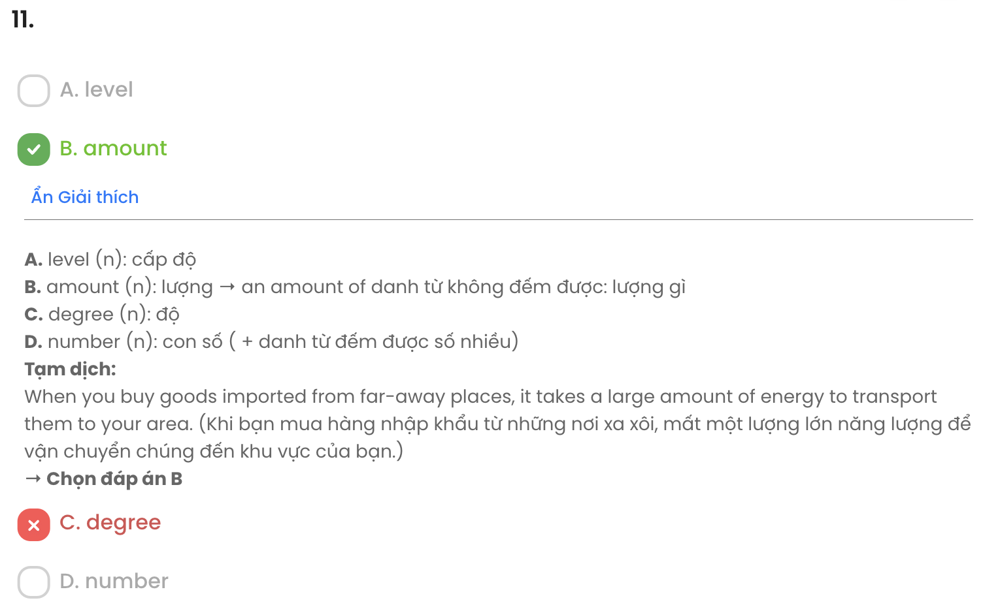 11.
A. level
B. amount
Ẩn Giải thích
A. level (n): cấp độ
B. amount (n): lượng → an amount of danh từ không đếm được: lượng gì
C. degree (n): độ
D. number (n): con số ( + danh từ đếm được số nhiều)
Tạm dịch:
When you buy goods imported from far-away places, it takes a large amount of energy to transport
them to your area. (Khi bạn mua hàng nhập khẩu từ những nơi xa xôi, mất một lượng lớn năng lượng để
vận chuyển chúng đến khu vực của bạn.)
→ Chọn đáp án B
C. degree
D. number